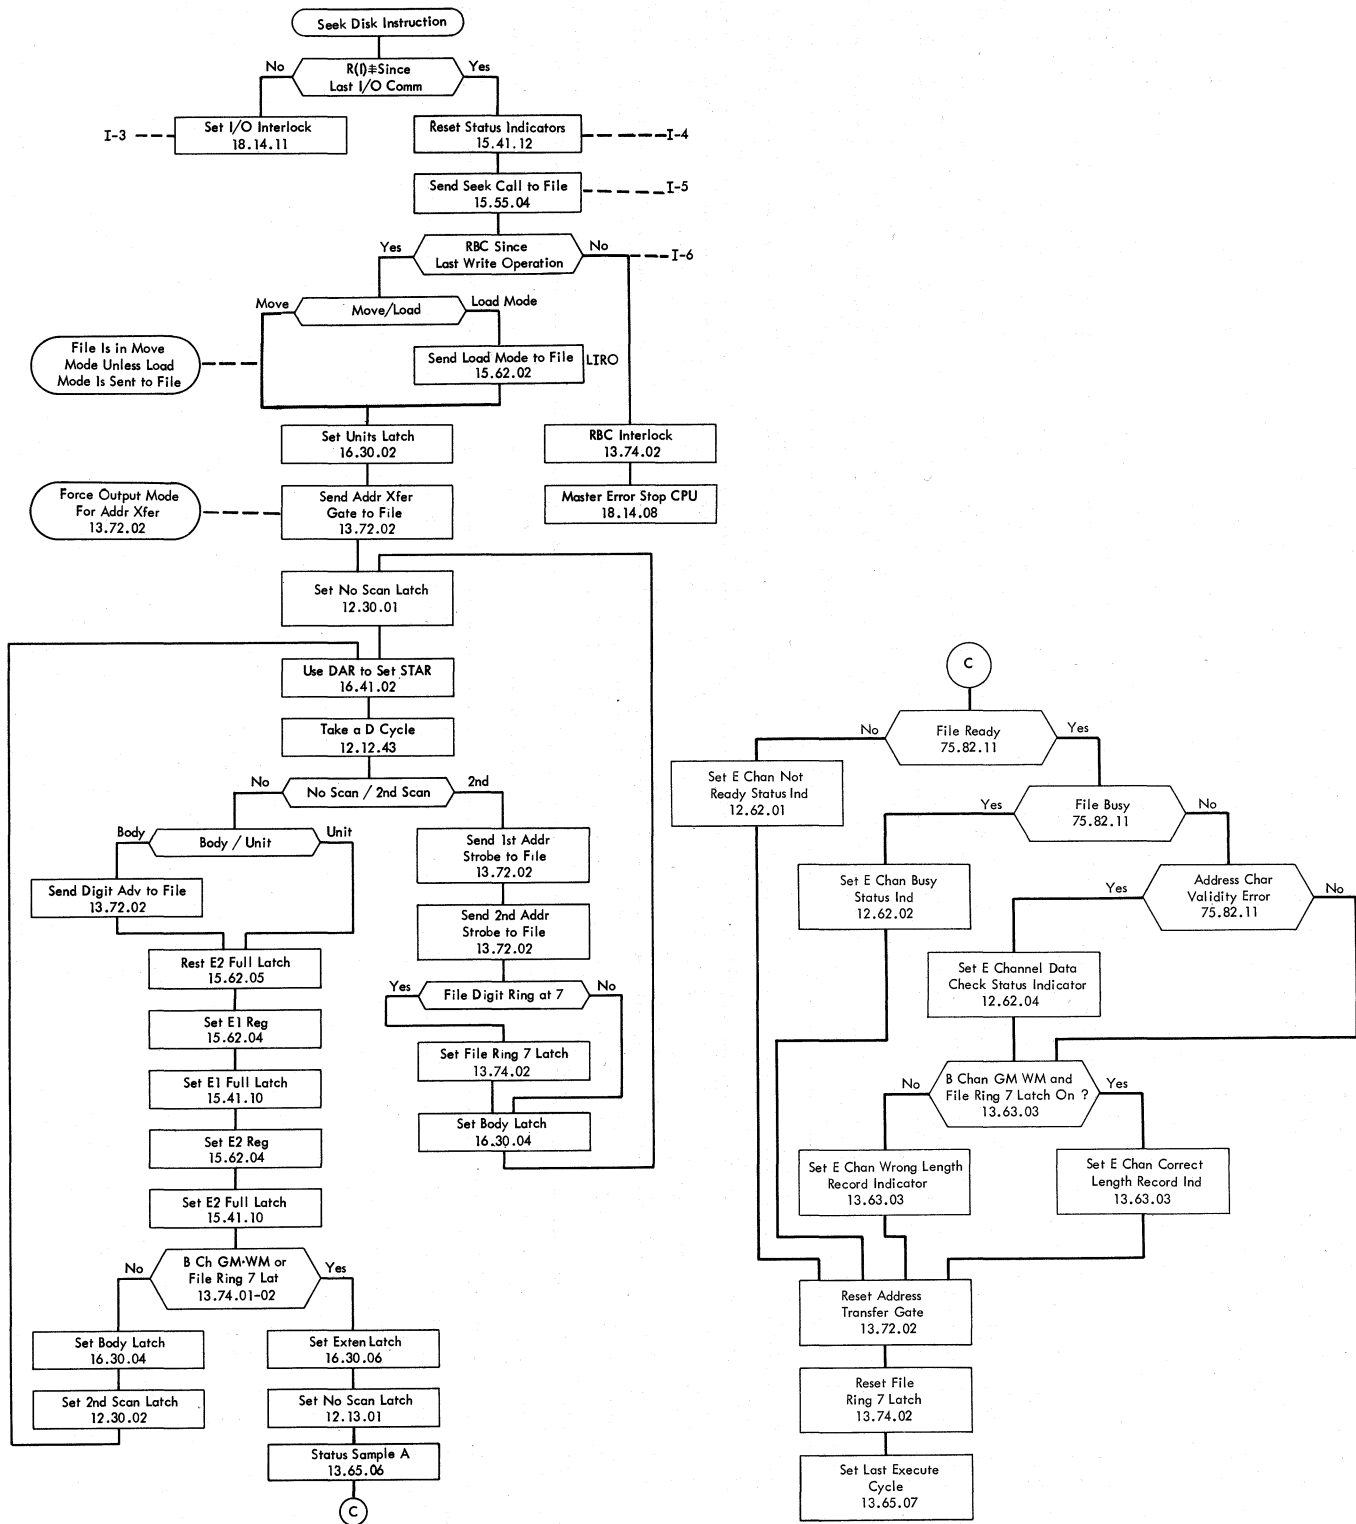 Seek Disk Instruction
No
R(I)≢Since
Last I/O Comm
Yes
I-3
Set I/O Interlock
18.14.11
Reset Status Indicators
15.41.12
I-4
Send Seek Call to File
15.55.04
I-5
Yes
RBC Since
Last Write Operation
No
I-6
Move
Move/Load
Load Mode
File Is in Move
Mode Unless Load
Mode Is Sent to File
Send Load Mode to File
15.62.02
LIRO
Set Units Latch
16.30.02
RBC Interlock
13.74.02
Force Output Mode
For Addr Xfer
13.72.02
Send Addr Xfer
Gate to File
13.72.02
Master Error Stop CPU
18.14.08
Set No Scan Latch
12.30.01
Use DAR to Set STAR
16.41.02
Take a D Cycle
12.12.43
No
No Scan / 2nd Scan
2nd
Body
Body / Unit
Unit
Send 1st Addr
Strobe to File
13.72.02
Send Digit Adv to File
13.72.02
Send 2nd Addr
Strobe to File
13.72.02
Rest E2 Full Latch
15.62.05
Yes
File Digit Ring at 7
No
Set E1 Reg
15.62.04
Set File Ring 7 Latch
13.74.02
Set E1 Full Latch
15.41.10
Set Body Latch
16.30.04
Set E2 Reg
15.62.04
Set E2 Full Latch
15.41.10
No
B Ch GM·WM or
File Ring 7 Lat
13.74.01-02
Yes
Set Body Latch
16.30.04
Set Exten Latch
16.30.06
Set 2nd Scan Latch
12.30.02
Set No Scan Latch
12.13.01
Status Sample A
13.65.06
C
C
No
File Ready
75.82.11
Yes
Set E Chan Not
Ready Status Ind
12.62.01
Yes
File Busy
75.82.11
No
Set E Chan Busy
Status Ind
12.62.02
Yes
Address Char
Validity Error
75.82.11
No
Set E Channel Data
Check Status Indicator
12.62.04
No
B Chan GM WM and
File Ring 7 Latch On ?
13.63.03
Yes
Set E Chan Wrong Length
Record Indicator
13.63.03
Set E Chan Correct
Length Record Ind
13.63.03
Reset Address
Transfer Gate
13.72.02
Reset File
Ring 7 Latch
13.74.02
Set Last Execute
Cycle
13.65.07